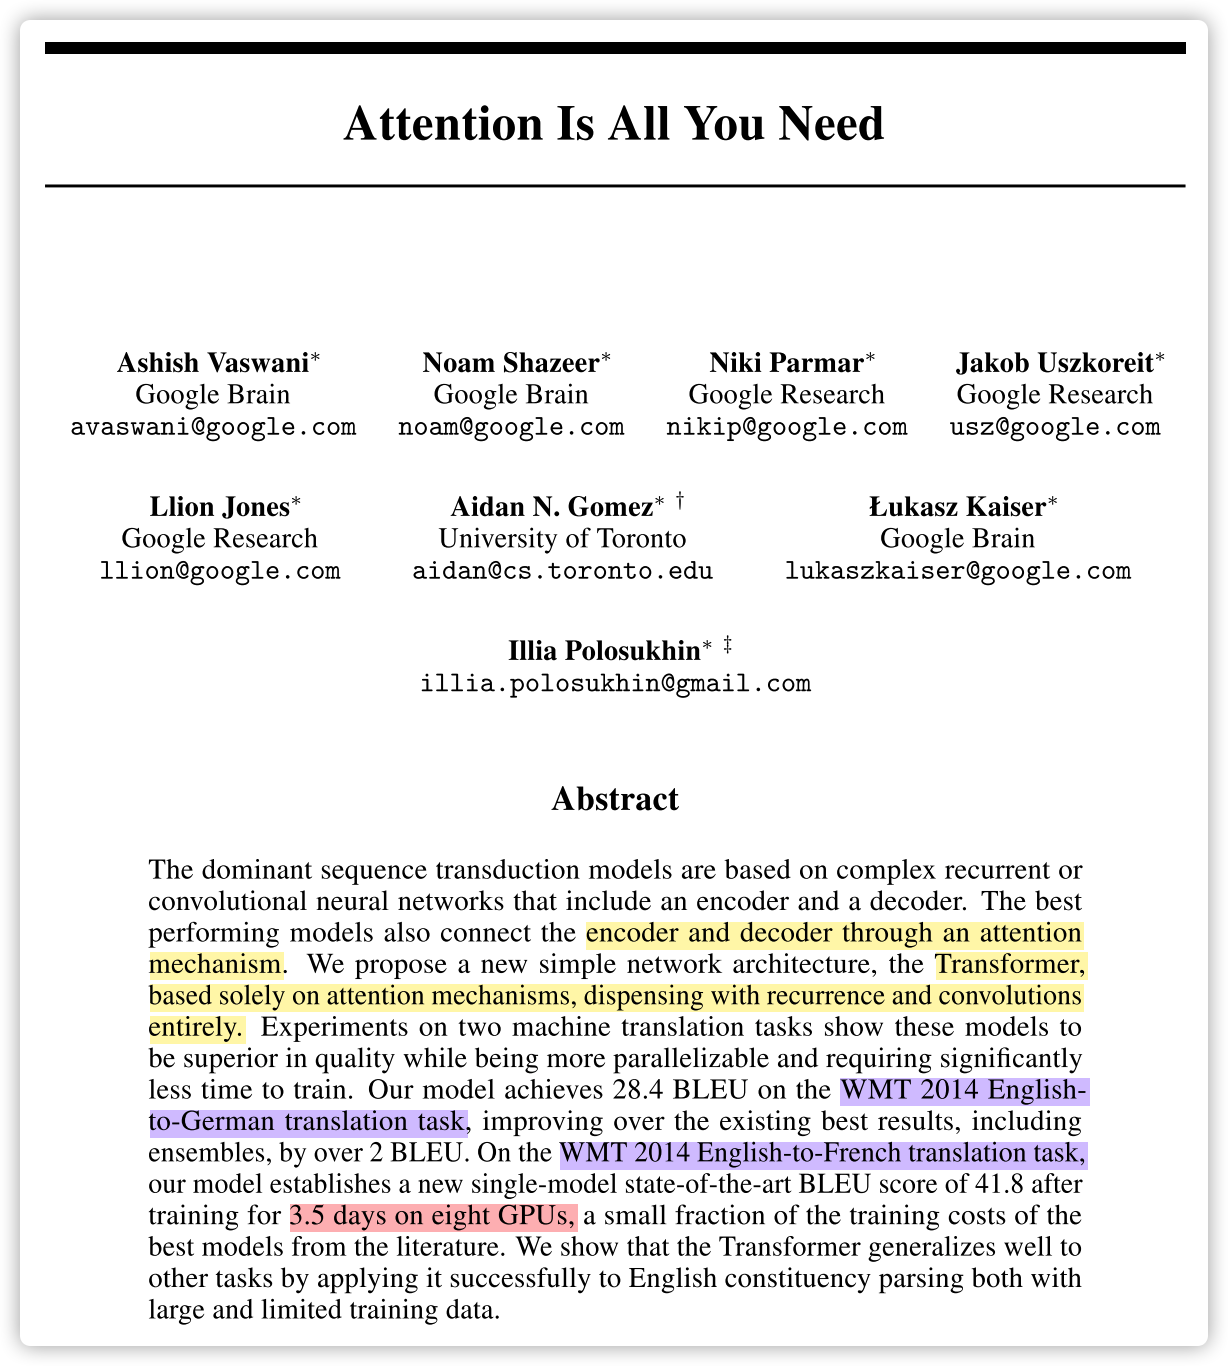 Attention Is All You Need
Ashish Vaswani* Noam Shazeer* Niki Parmar* Jakob Uszkoreit*
Google Brain Google Brain Google Research Google Research
avaswani@google.com noam@google.com nikip@google.com usz@google.com
Llion Jones* Aidan N. Gomez* † Łukasz Kaiser*
Google Research University of Toronto Google Brain
llion@google.com aidan@cs.toronto.edu lukaszkaiser@google.com
Illia Polosukhin* ‡
illia.polosukhin@gmail.com
Abstract
The dominant sequence transduction models are based on complex recurrent or
convolutional neural networks that include an encoder and a decoder. The best
performing models also connect the encoder and decoder through an attention
mechanism. We propose a new simple network architecture, the Transformer,
based solely on attention mechanisms, dispensing with recurrence and convolutions
entirely. Experiments on two machine translation tasks show these models to
be superior in quality while being more parallelizable and requiring significantly
less time to train. Our model achieves 28.4 BLEU on the WMT 2014 English-
to-German translation task, improving over the existing best results, including
ensembles, by over 2 BLEU. On the WMT 2014 English-to-French translation task,
our model establishes a new single-model state-of-the-art BLEU score of 41.8 after
training for 3.5 days on eight GPUs, a small fraction of the training costs of the
best models from the literature. We show that the Transformer generalizes well to
other tasks by applying it successfully to English constituency parsing both with
large and limited training data.